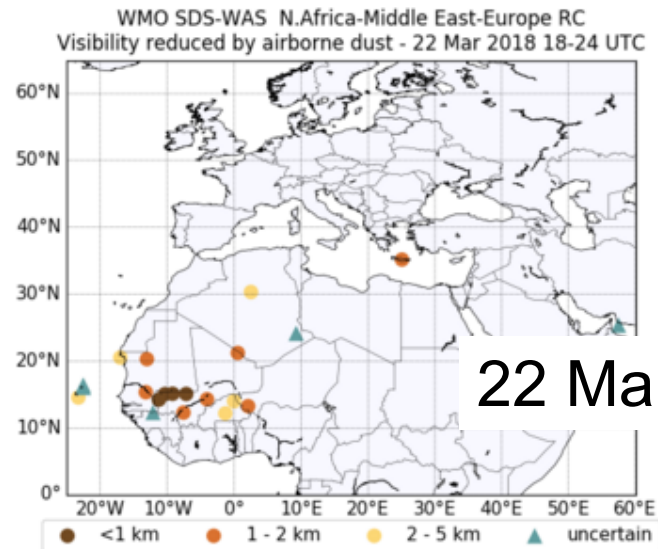 WMO SDS-WAS  N.Africa-Middle East-Europe RC
Visibility reduced by airborne dust - 22 Mar 2018 18-24 UTC
60°N
50°N
40°N
30°N
20°N
22 Ma
10°N
0°
20°W 10°W 0° 10°E 20°E 30°E 40°E 50°E 60°E
<1 km 1 - 2 km 2 - 5 km uncertain